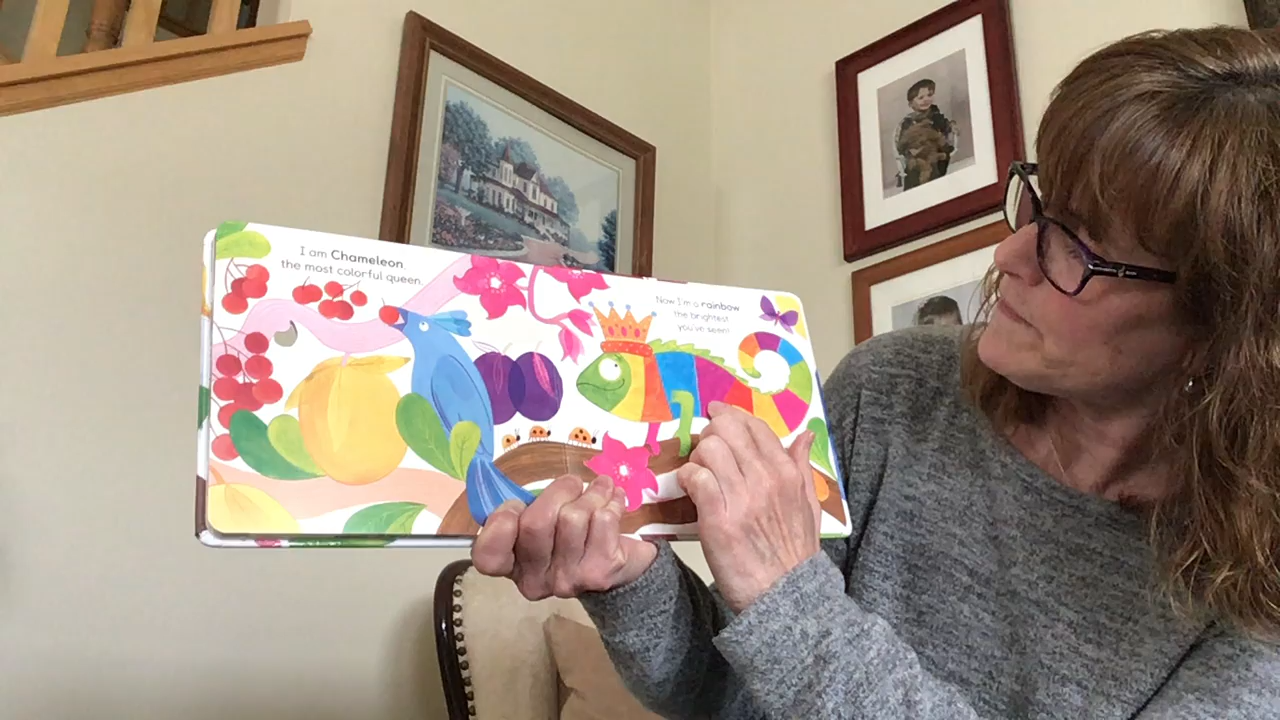 I am Chameleon
the most colorful queen.
Now I'm a rainbow
the brightest
you've seen!